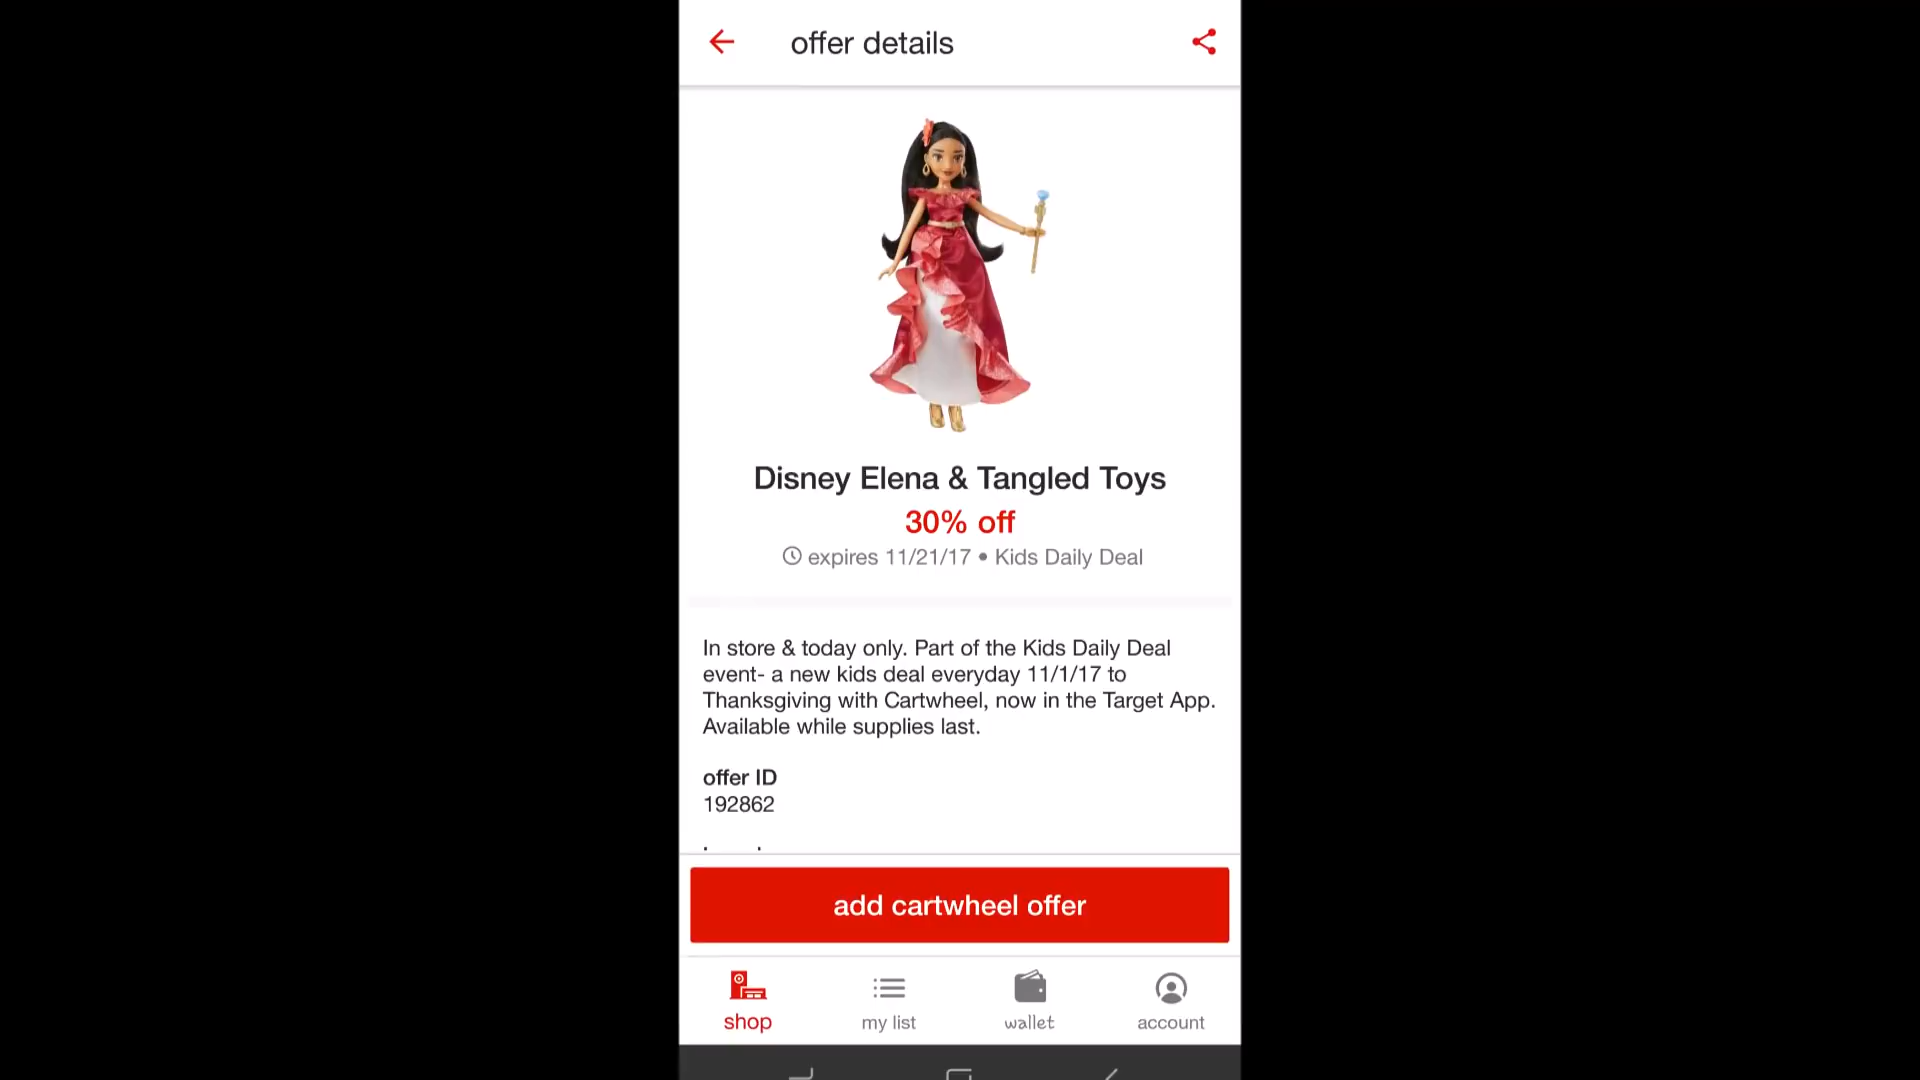 offer details
Disney Elena & Tangled Toys
30% off
expires 11/21/17 • Kids Daily Deal
In store & today only. Part of the Kids Daily Deal
event- a new kids deal everyday 11/1/17 to
Thanksgiving with Cartwheel, now in the Target App.
Available while supplies last.
offer ID
192862
add cartwheel offer
shop
my list
wallet
account